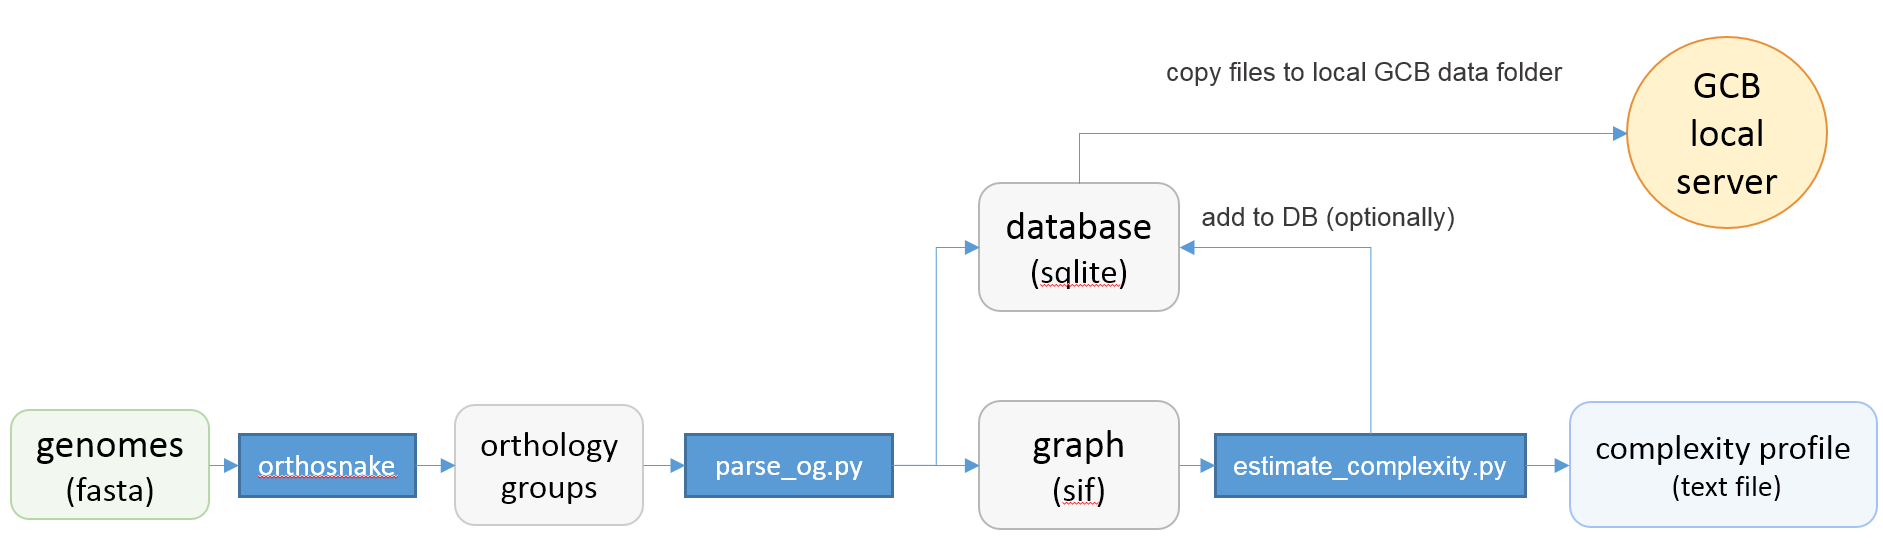 copy files to local GCB data folder
GCB
local
server
database
(sqlite)
add to DB (optionally)
genomes
(fasta)
orthosnake
orthology
groups
parse_og.py
graph
(sif)
estimate_complexity.py
complexity profile
(text file)